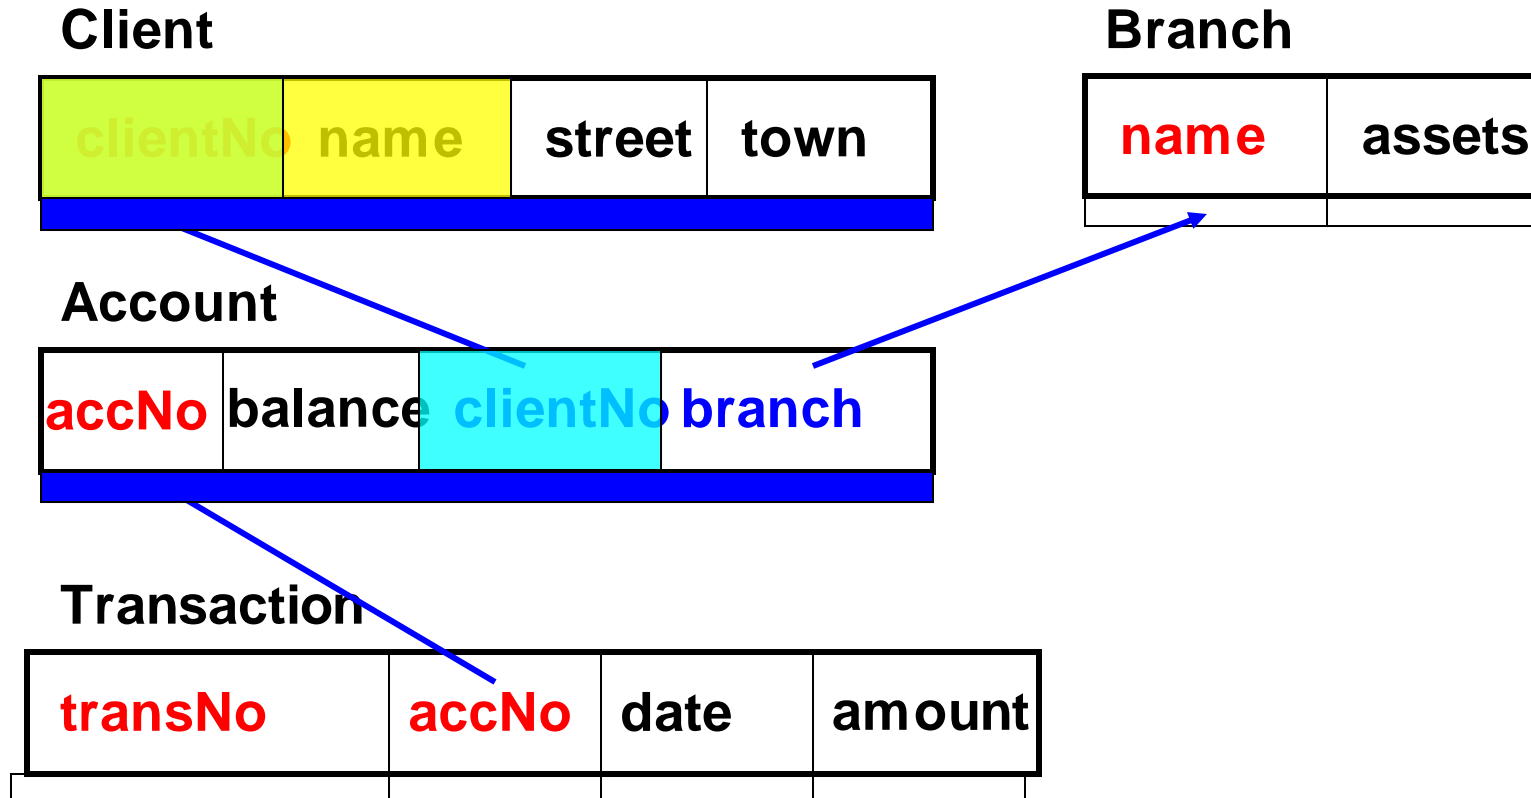 Client
Branch
clientNo name street town
name assets
Account
accNo balance clientNo branch
Transaction
transNo accNo date amount